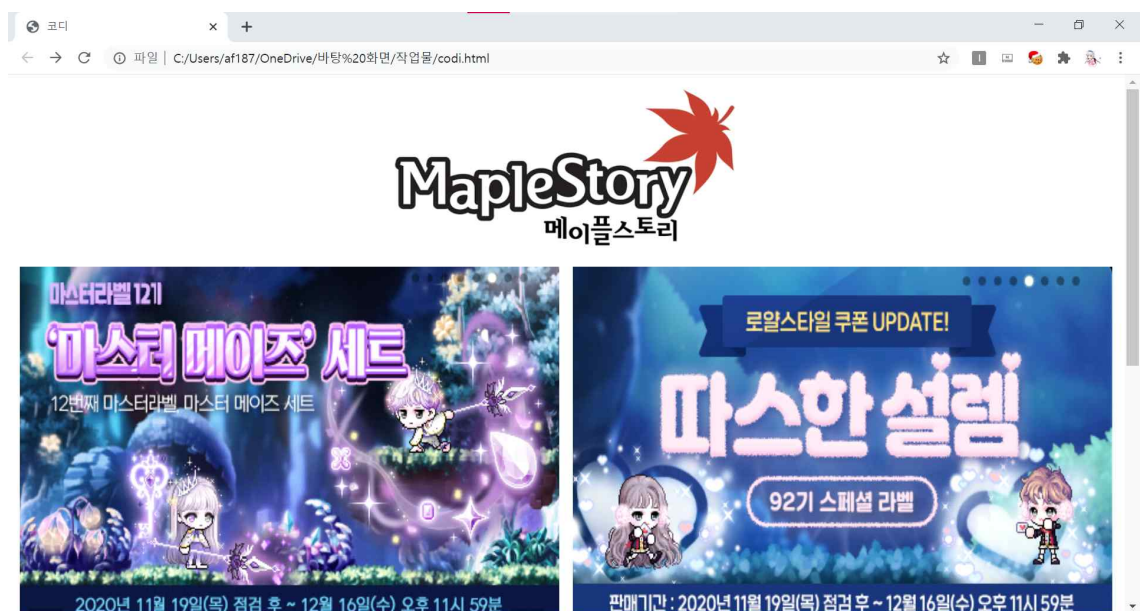 코디
파일 | C:/Users/af187/OneDrive/바탕%20화면/작업물/codi.html
MapleStory
메이플스토리
마스터라벨 12기
'마스터 메이즈' 세트
12번째 마스터라벨, 마스터 메이즈 세트
2020년 11월 19일(목) 점검 후 ~ 12월 16일(수) 오후 11시 59분
로얄스타일 쿠폰 UPDATE!
따스한 설렘
92기 스페셜 라벨
판매기간 : 2020년 11월 19일(목) 점검 후 ~ 12월 16일(수) 오후 11시 59분